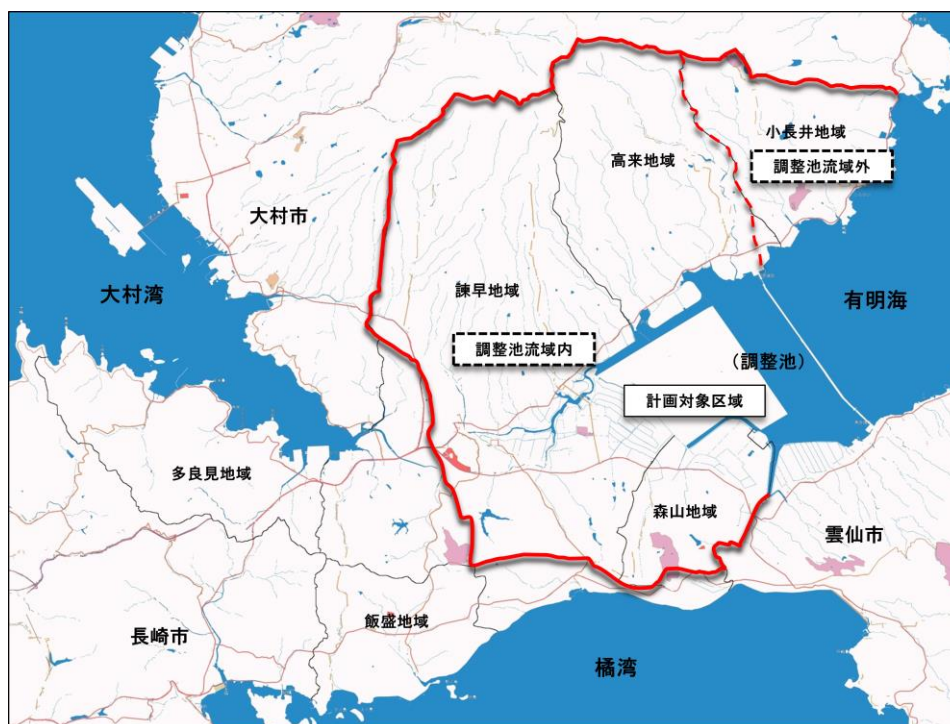 小長井地域
高来地域
調整池流域外
大村市
大村湾
諫早地域
有明海
調整池流域内
（調整池）
計画対象区域
多良見地域
森山地域
雲仙市
飯盛地域
長崎市
橘湾